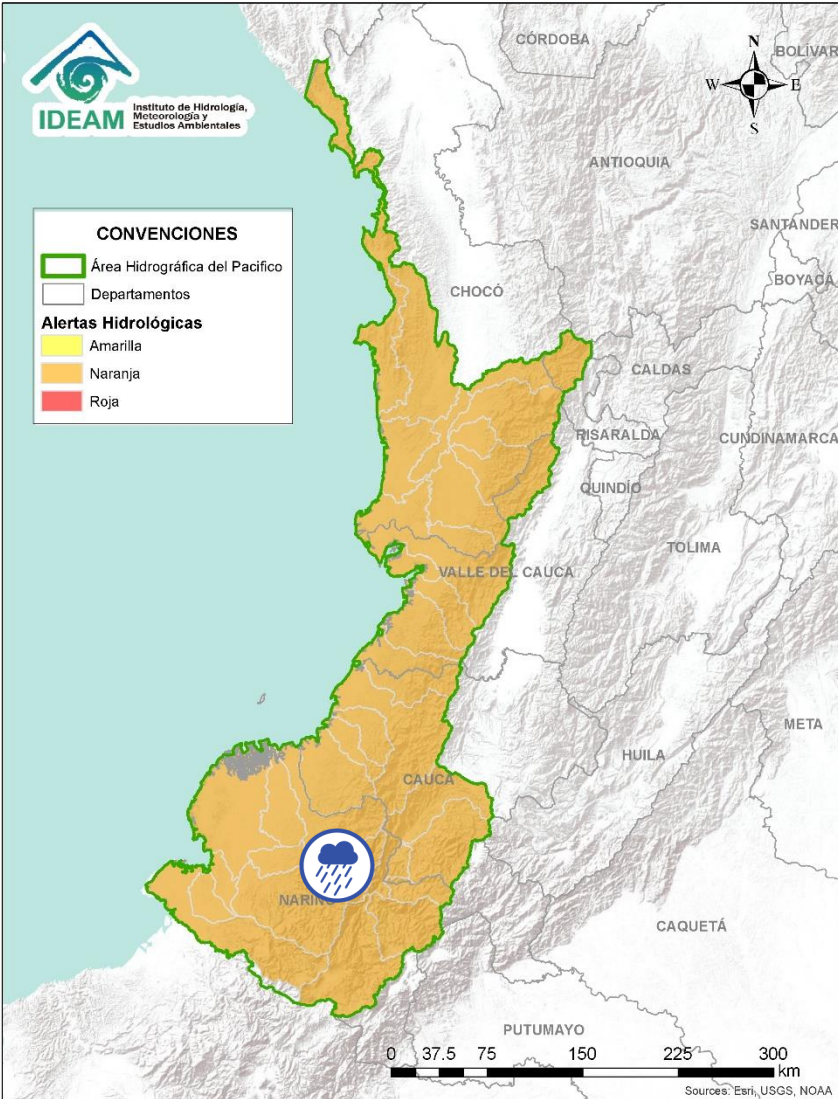 IDEAM
Instituto de Hidrología,
Meteorología y
Estudios Ambientales
CÓRDOBA
BOLÍVAR
N
W
E
S
ANTIOQUIA
SANTANDER
BOYACÁ
CONVENCIONES
Área Hidrográfica del Pacifico
Departamentos
Alertas Hidrológicas
Amarilla
Naranja
Roja
CHOCÓ
CALDAS
RISARALDA
CUNDINAMARCA
QUINDÍO
TOLIMA
VALLE DEL CAUCA
META
HUILA
CAUCA
NARIÑO
CAQUETÁ
PUTUMAYO
0 37.5 75 150 225 300
km
Sources: Esri, USGS, NOAA